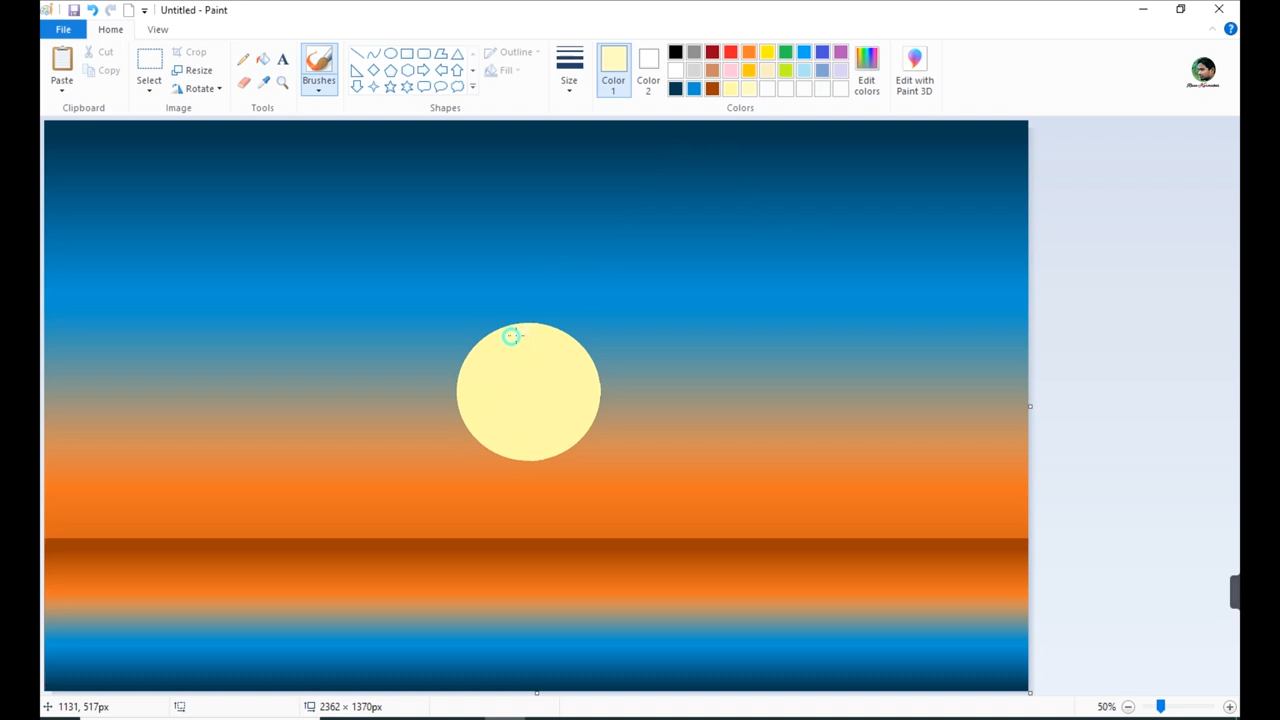 Untitled - Paint
File
Home
View
Paste
Cut
Copy
Clipboard
Select
Crop
Resize
Rotate
Image
A
Tools
Brushes
Outline
Fill
Shapes
Size
Color 1
Color 2
Colors
Edit colors
Edit with Paint 3D
1131, 517px
2362 × 1370px
50%